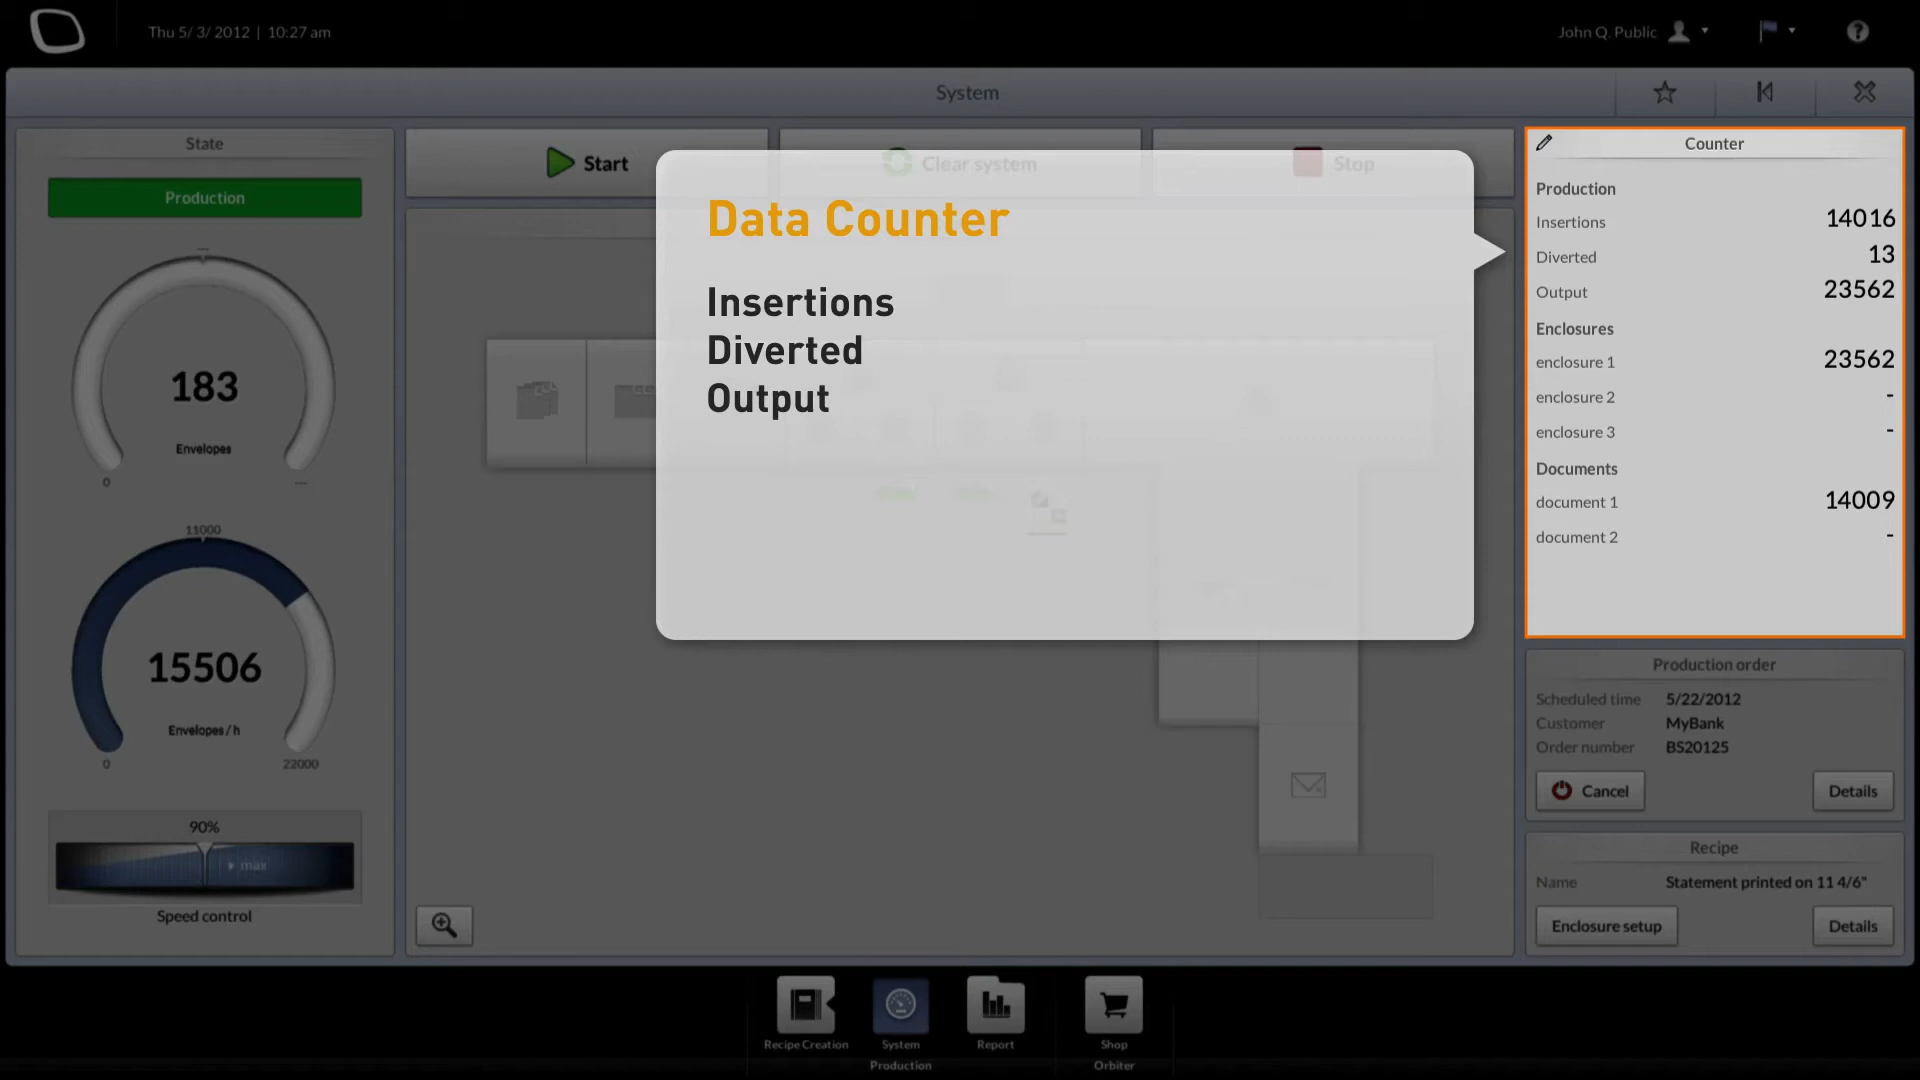 Thu 5/ 3/ 2012 | 10:27 am
John Q. Public
System
State
Production
183
Envelopes
0
---
11000
15506
Envelopes / h
0
22000
90%
max
Speed control
Start
Clear system
Stop
Data Counter
Insertions
Diverted
Output
Counter
Production
Insertions 14016
Diverted 13
Output 23562
Enclosures
enclosure 1 23562
enclosure 2 -
enclosure 3 -
Documents
document 1 14009
document 2 -
Production order
Scheduled time 5/22/2012
Customer MyBank
Order number BS20125
Cancel Details
Recipe
Name Statement printed on 11 4/6"
Enclosure setup Details
Recipe Creation System Report Shop
Production Orbiter